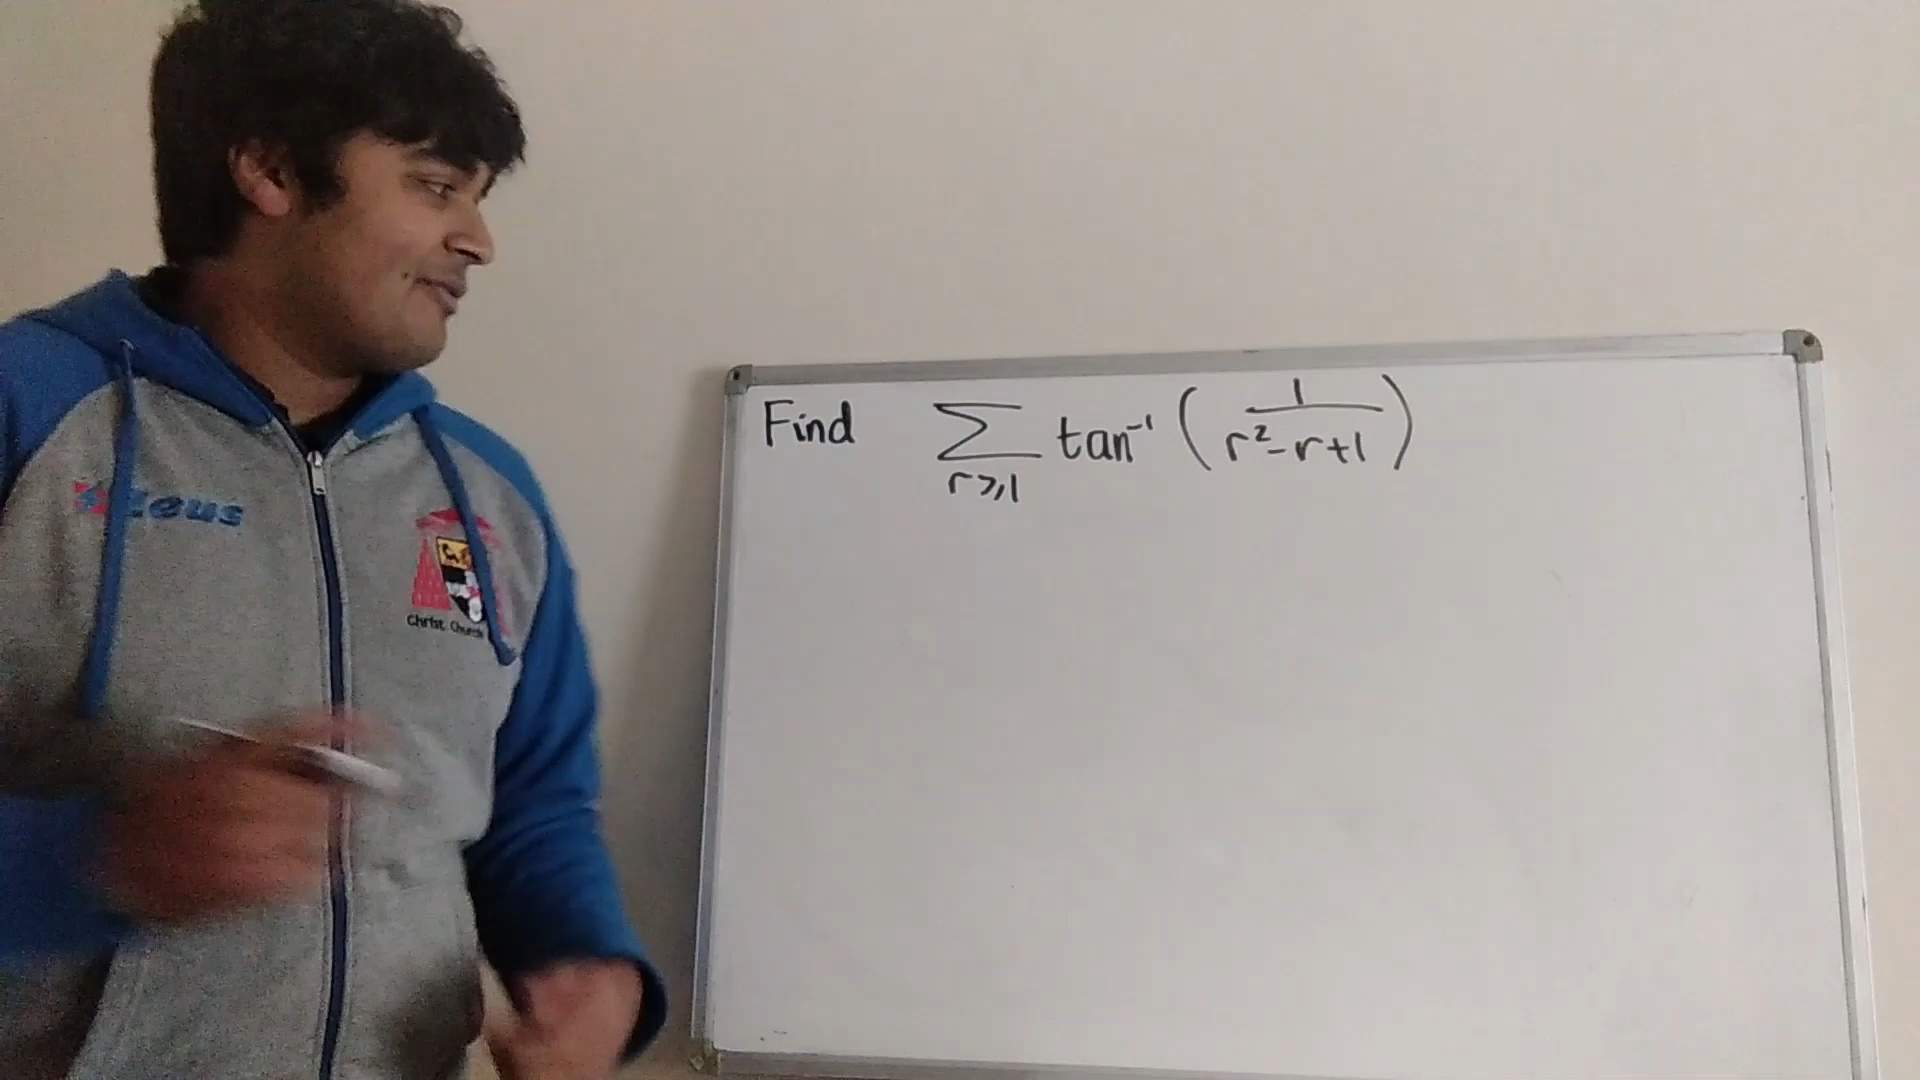 Find ∑ tan⁻¹ ( 1 / r² - r + 1 )
r ⩾ 1
Zeus
Christ Church